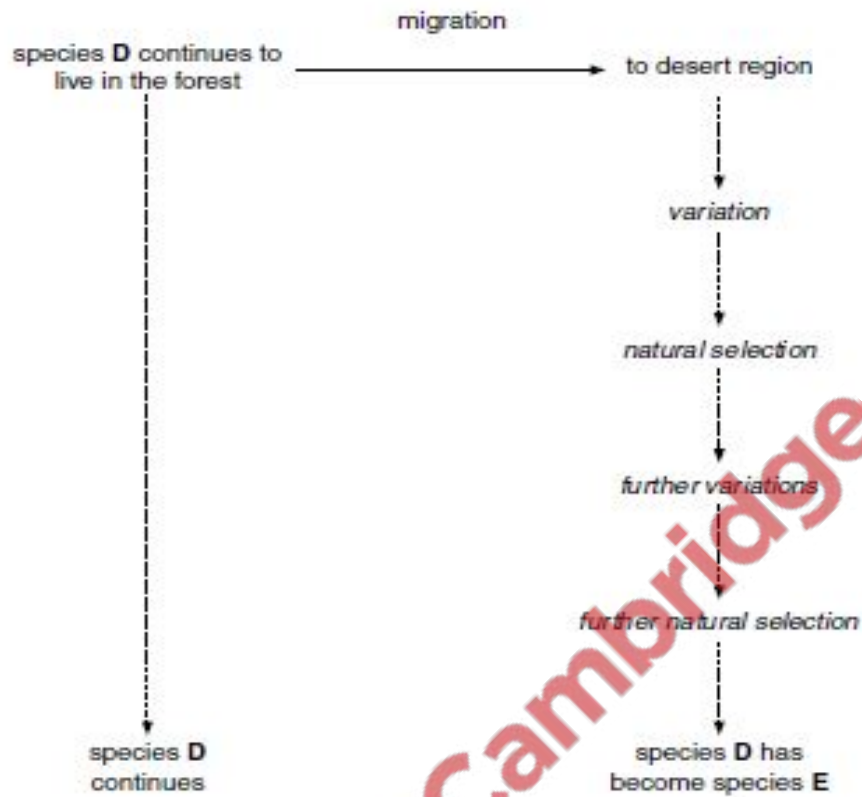 migration
species D continues to
live in the forest
to desert region
variation
natural selection
further variations
further natural selection
species D
continues
species D has
become species E
Cambridge